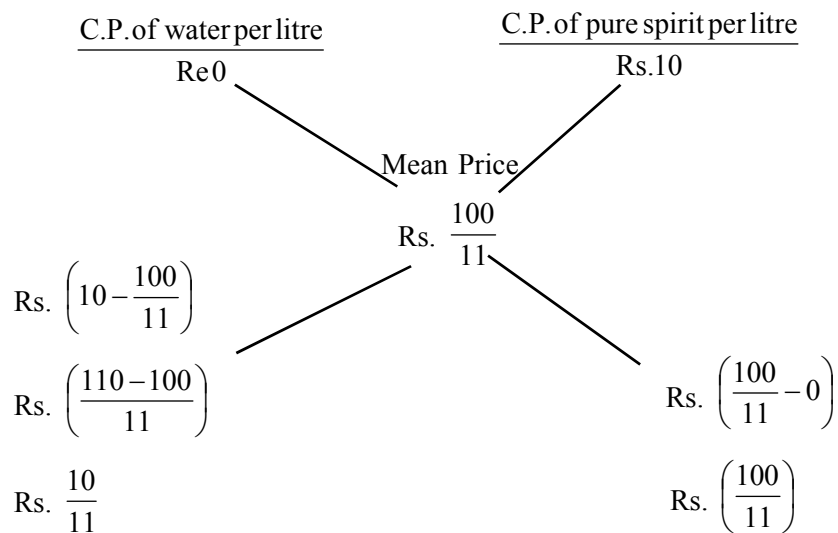 C.P. of water per litre
Re 0
C.P. of pure spirit per litre
Rs.10
Mean Price
Rs. 100/11
Rs. (10 − 100/11)
Rs. ((110 − 100)/11)
Rs. 10/11
Rs. (100/11 − 0)
Rs. (100/11)